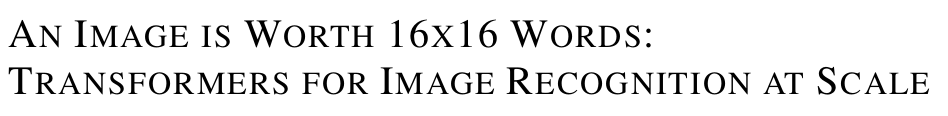 An Image is Worth 16x16 Words:
Transformers for Image Recognition at Scale